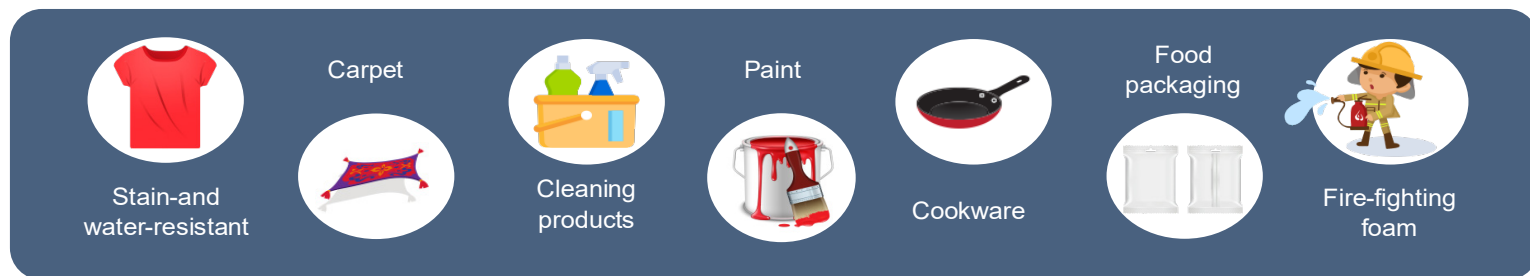 Stain-and
water-resistant
Carpet
Cleaning
products
Paint
Cookware
Food
packaging
Fire-fighting
foam